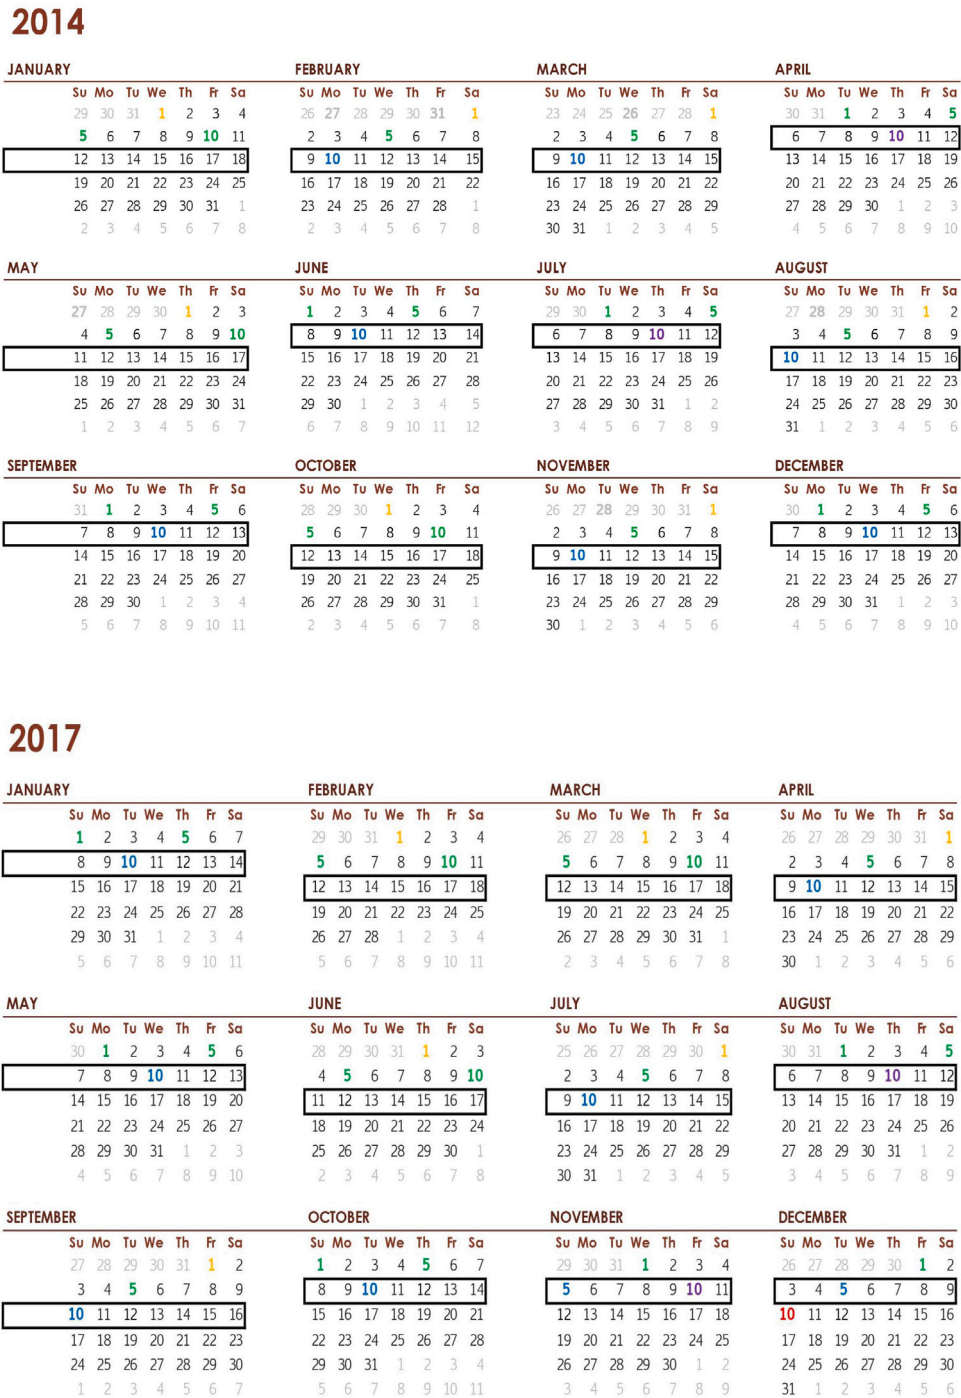 2014
JANUARY FEBRUARY MARCH APRIL
Su Mo Tu We Th Fr Sa Su Mo Tu We Th Fr Sa Su Mo Tu We Th Fr Sa Su Mo Tu We Th Fr Sa
29 30 31 1 2 3 4 26 27 28 29 30 31 1 23 24 25 26 27 28 1 30 31 1 2 3 4 5
5 6 7 8 9 10 11 2 3 4 5 6 7 8 2 3 4 5 6 7 8 6 7 8 9 10 11 12
12 13 14 15 16 17 18 9 10 11 12 13 14 15 9 10 11 12 13 14 15 13 14 15 16 17 18 19
19 20 21 22 23 24 25 16 17 18 19 20 21 22 16 17 18 19 20 21 22 20 21 22 23 24 25 26
26 27 28 29 30 31 1 23 24 25 26 27 28 1 23 24 25 26 27 28 29 27 28 29 30 1 2 3
2 3 4 5 6 7 8 2 3 4 5 6 7 8 30 31 1 2 3 4 5 4 5 6 7 8 9 10
MAY JUNE JULY AUGUST
Su Mo Tu We Th Fr Sa Su Mo Tu We Th Fr Sa Su Mo Tu We Th Fr Sa Su Mo Tu We Th Fr Sa
27 28 29 30 1 2 3 1 2 3 4 5 6 7 29 30 1 2 3 4 5 27 28 29 30 31 1 2
4 5 6 7 8 9 10 8 9 10 11 12 13 14 6 7 8 9 10 11 12 3 4 5 6 7 8 9
11 12 13 14 15 16 17 15 16 17 18 19 20 21 13 14 15 16 17 18 19 10 11 12 13 14 15 16
18 19 20 21 22 23 24 22 23 24 25 26 27 28 20 21 22 23 24 25 26 17 18 19 20 21 22 23
25 26 27 28 29 30 31 29 30 1 2 3 4 5 27 28 29 30 31 1 2 24 25 26 27 28 29 30
1 2 3 4 5 6 7 6 7 8 9 10 11 12 3 4 5 6 7 8 9 31 1 2 3 4 5 6
SEPTEMBER OCTOBER NOVEMBER DECEMBER
Su Mo Tu We Th Fr Sa Su Mo Tu We Th Fr Sa Su Mo Tu We Th Fr Sa Su Mo Tu We Th Fr Sa
31 1 2 3 4 5 6 28 29 30 1 2 3 4 26 27 28 29 30 31 1 30 1 2 3 4 5 6
7 8 9 10 11 12 13 5 6 7 8 9 10 11 2 3 4 5 6 7 8 7 8 9 10 11 12 13
14 15 16 17 18 19 20 12 13 14 15 16 17 18 9 10 11 12 13 14 15 14 15 16 17 18 19 20
21 22 23 24 25 26 27 19 20 21 22 23 24 25 16 17 18 19 20 21 22 21 22 23 24 25 26 27
28 29 30 1 2 3 4 26 27 28 29 30 31 1 23 24 25 26 27 28 29 28 29 30 31 1 2 3
5 6 7 8 9 10 11 2 3 4 5 6 7 8 30 1 2 3 4 5 6 4 5 6 7 8 9 10
2017
JANUARY FEBRUARY MARCH APRIL
Su Mo Tu We Th Fr Sa Su Mo Tu We Th Fr Sa Su Mo Tu We Th Fr Sa Su Mo Tu We Th Fr Sa
1 2 3 4 5 6 7 29 30 31 1 2 3 4 26 27 28 1 2 3 4 26 27 28 29 30 31 1
8 9 10 11 12 13 14 5 6 7 8 9 10 11 5 6 7 8 9 10 11 2 3 4 5 6 7 8
15 16 17 18 19 20 21 12 13 14 15 16 17 18 12 13 14 15 16 17 18 9 10 11 12 13 14 15
22 23 24 25 26 27 28 19 20 21 22 23 24 25 19 20 21 22 23 24 25 16 17 18 19 20 21 22
29 30 31 1 2 3 4 26 27 28 1 2 3 4 26 27 28 29 30 31 1 23 24 25 26 27 28 29
5 6 7 8 9 10 11 5 6 7 8 9 10 11 2 3 4 5 6 7 8 30 1 2 3 4 5 6
MAY JUNE JULY AUGUST
Su Mo Tu We Th Fr Sa Su Mo Tu We Th Fr Sa Su Mo Tu We Th Fr Sa Su Mo Tu We Th Fr Sa
30 1 2 3 4 5 6 28 29 30 31 1 2 3 25 26 27 28 29 30 1 30 31 1 2 3 4 5
7 8 9 10 11 12 13 4 5 6 7 8 9 10 2 3 4 5 6 7 8 6 7 8 9 10 11 12
14 15 16 17 18 19 20 11 12 13 14 15 16 17 9 10 11 12 13 14 15 13 14 15 16 17 18 19
21 22 23 24 25 26 27 18 19 20 21 22 23 24 16 17 18 19 20 21 22 20 21 22 23 24 25 26
28 29 30 31 1 2 3 25 26 27 28 29 30 1 23 24 25 26 27 28 29 27 28 29 30 31 1 2
4 5 6 7 8 9 10 2 3 4 5 6 7 8 30 31 1 2 3 4 5 3 4 5 6 7 8 9
SEPTEMBER OCTOBER NOVEMBER DECEMBER
Su Mo Tu We Th Fr Sa Su Mo Tu We Th Fr Sa Su Mo Tu We Th Fr Sa Su Mo Tu We Th Fr Sa
27 28 29 30 31 1 2 1 2 3 4 5 6 7 29 30 31 1 2 3 4 26 27 28 29 30 1 2
3 4 5 6 7 8 9 8 9 10 11 12 13 14 5 6 7 8 9 10 11 3 4 5 6 7 8 9
10 11 12 13 14 15 16 15 16 17 18 19 20 21 12 13 14 15 16 17 18 10 11 12 13 14 15 16
17 18 19 20 21 22 23 22 23 24 25 26 27 28 19 20 21 22 23 24 25 17 18 19 20 21 22 23
24 25 26 27 28 29 30 29 30 31 1 2 3 4 26 27 28 29 30 1 2 24 25 26 27 28 29 30
1 2 3 4 5 6 7 5 6 7 8 9 10 11 3 4 5 6 7 8 9 31 1 2 3 4 5 6